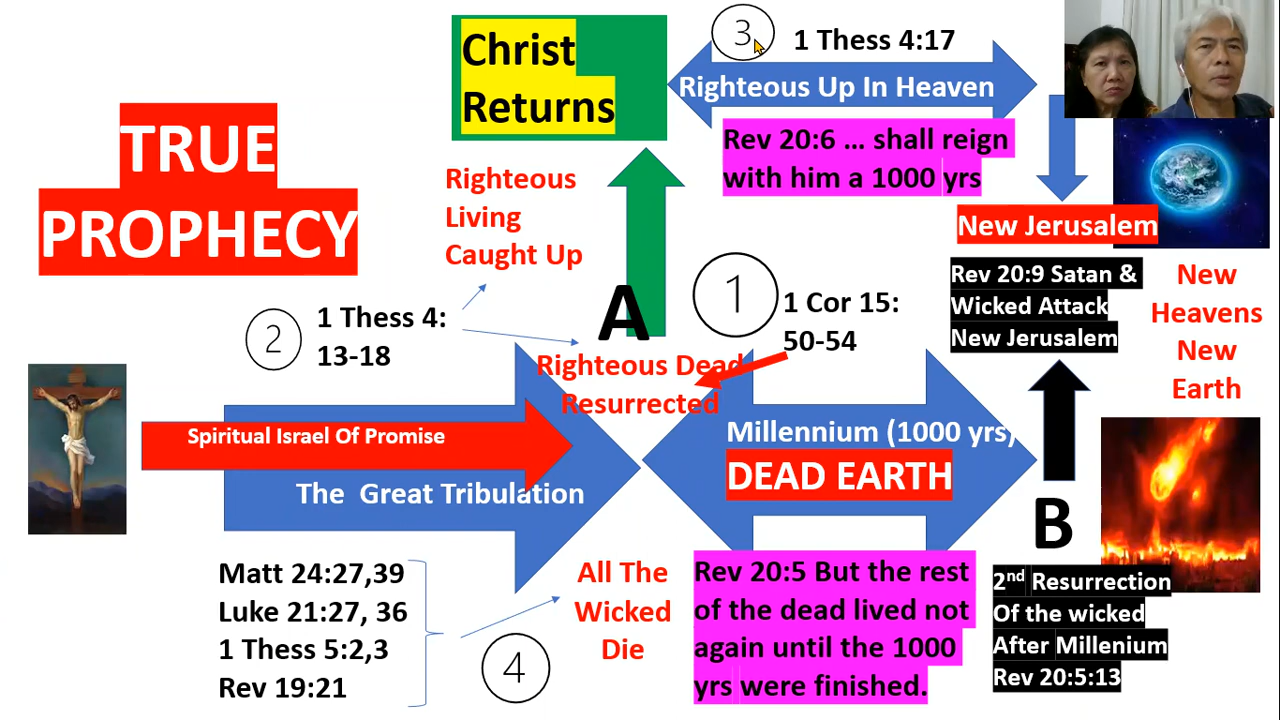 TRUE
PROPHECY
Christ
Returns
3
1 Thess 4:17
Righteous Up In Heaven
Rev 20:6 ... shall reign
with him a 1000 yrs
Righteous
Living
Caught Up
2
1 Thess 4:
13-18
A
1
1 Cor 15:
50-54
Righteous Dead
Resurrected
New Jerusalem
Rev 20:9 Satan &
Wicked Attack
New Jerusalem
New
Heavens
New
Earth
Spiritual Israel Of Promise
The Great Tribulation
Millennium (1000 yrs)
DEAD EARTH
B
Matt 24:27,39
Luke 21:27, 36
1 Thess 5:2,3
Rev 19:21
4
All The
Wicked
Die
Rev 20:5 But the rest
of the dead lived not
again until the 1000
yrs were finished.
2nd Resurrection
Of the wicked
After Millenium
Rev 20:5:13